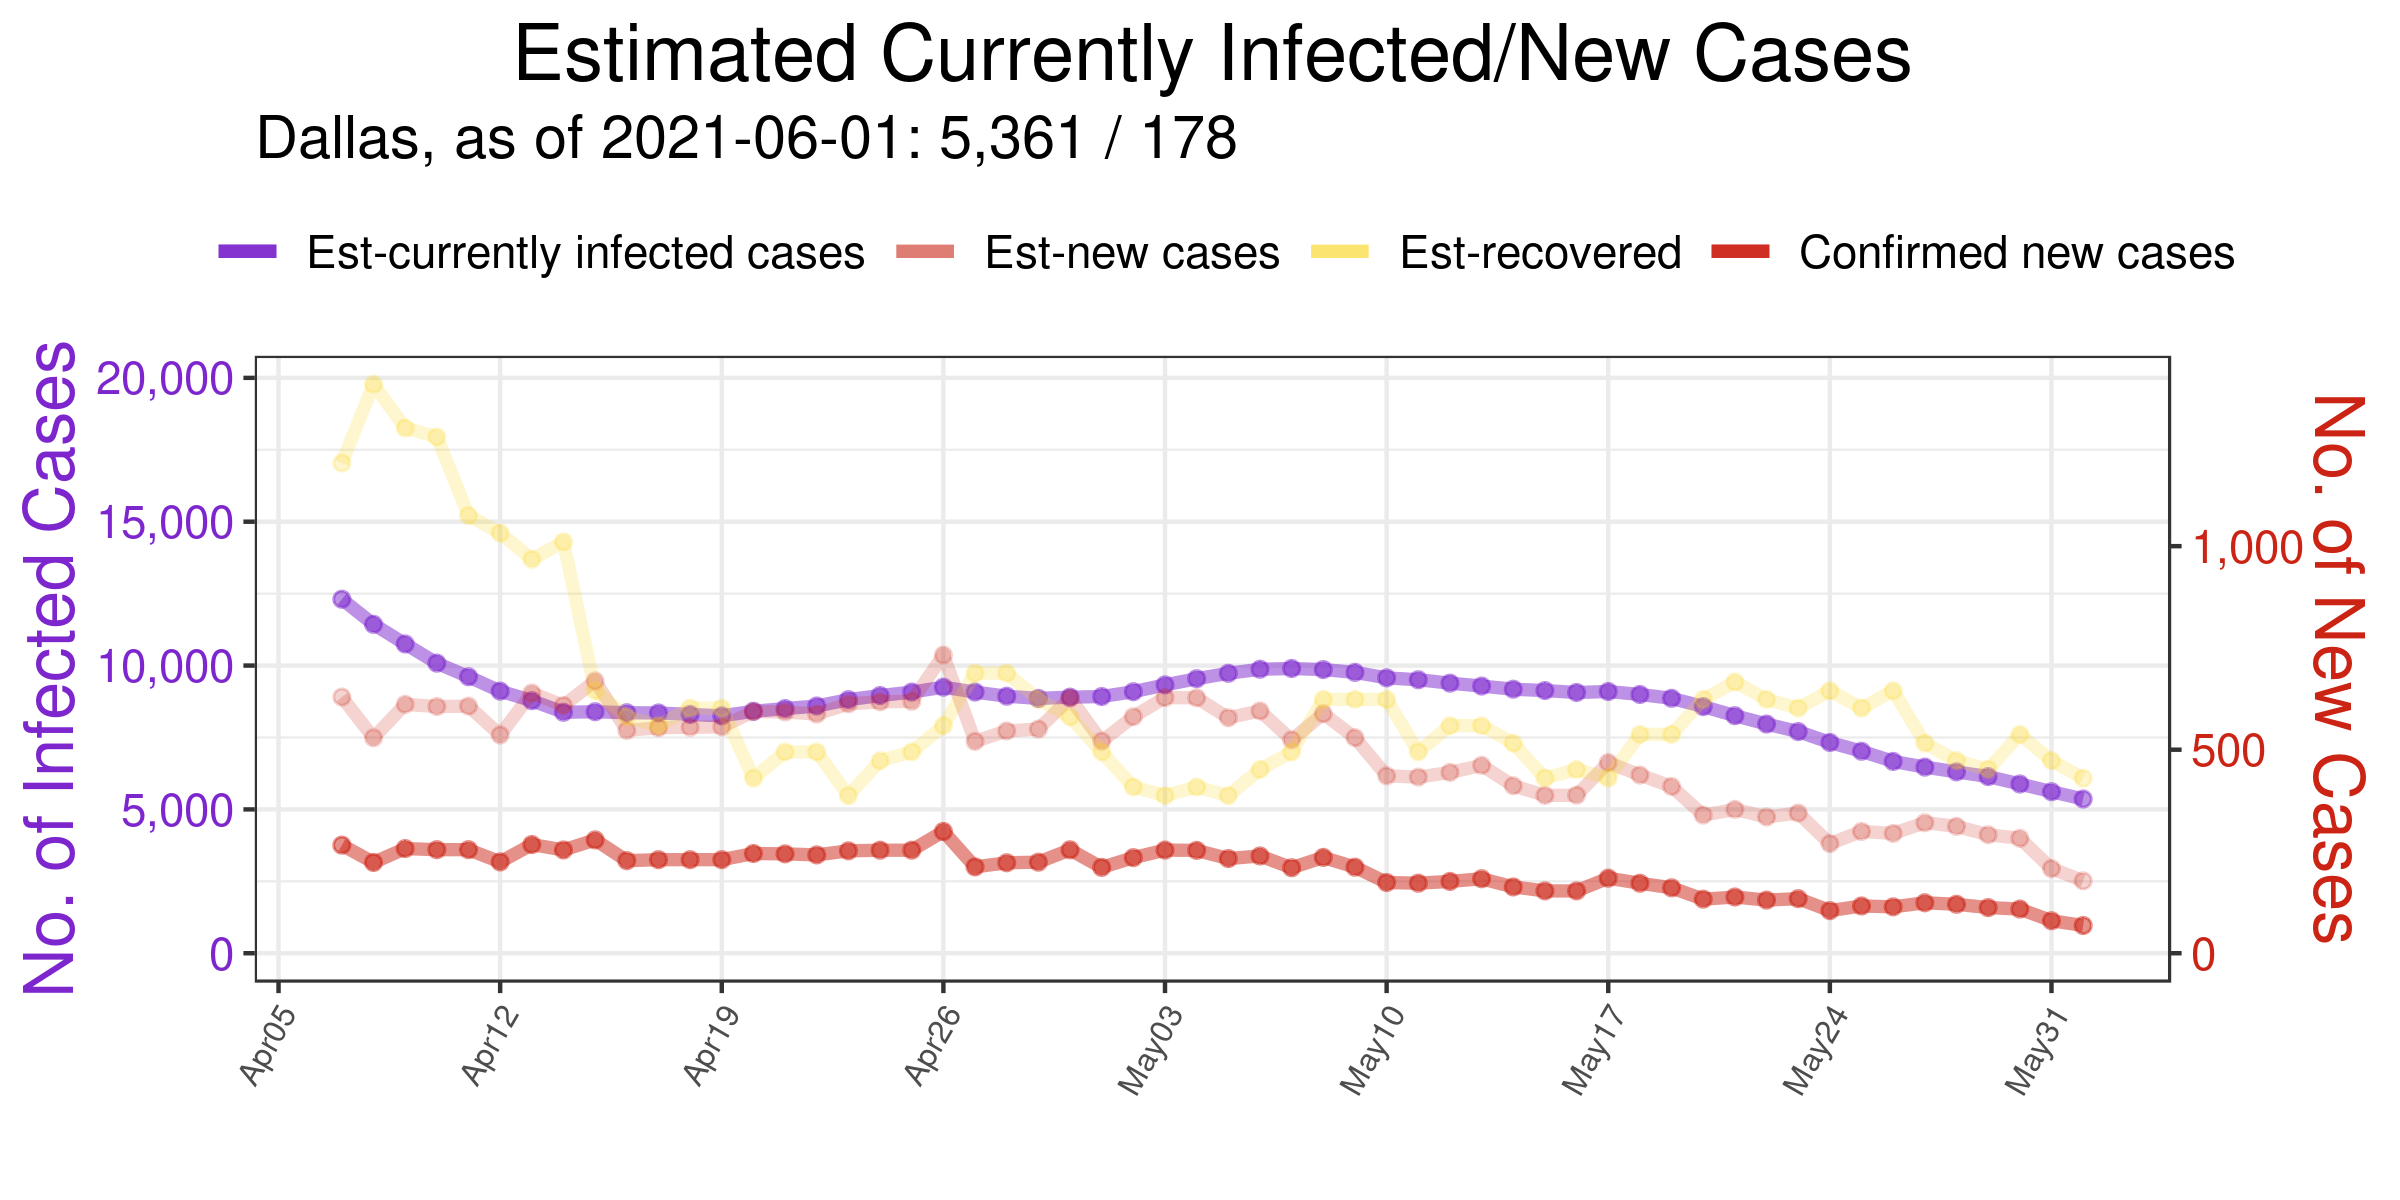 Estimated Currently Infected/New Cases
Dallas, as of 2021-06-01: 5,361 / 178
Est-currently infected cases Est-new cases Est-recovered Confirmed new cases
No. of Infected Cases
20,000
15,000
10,000
5,000
0
1,000
500
0
No. of New Cases
Apr05 Apr12 Apr19 Apr26 May03 May10 May17 May24 May31